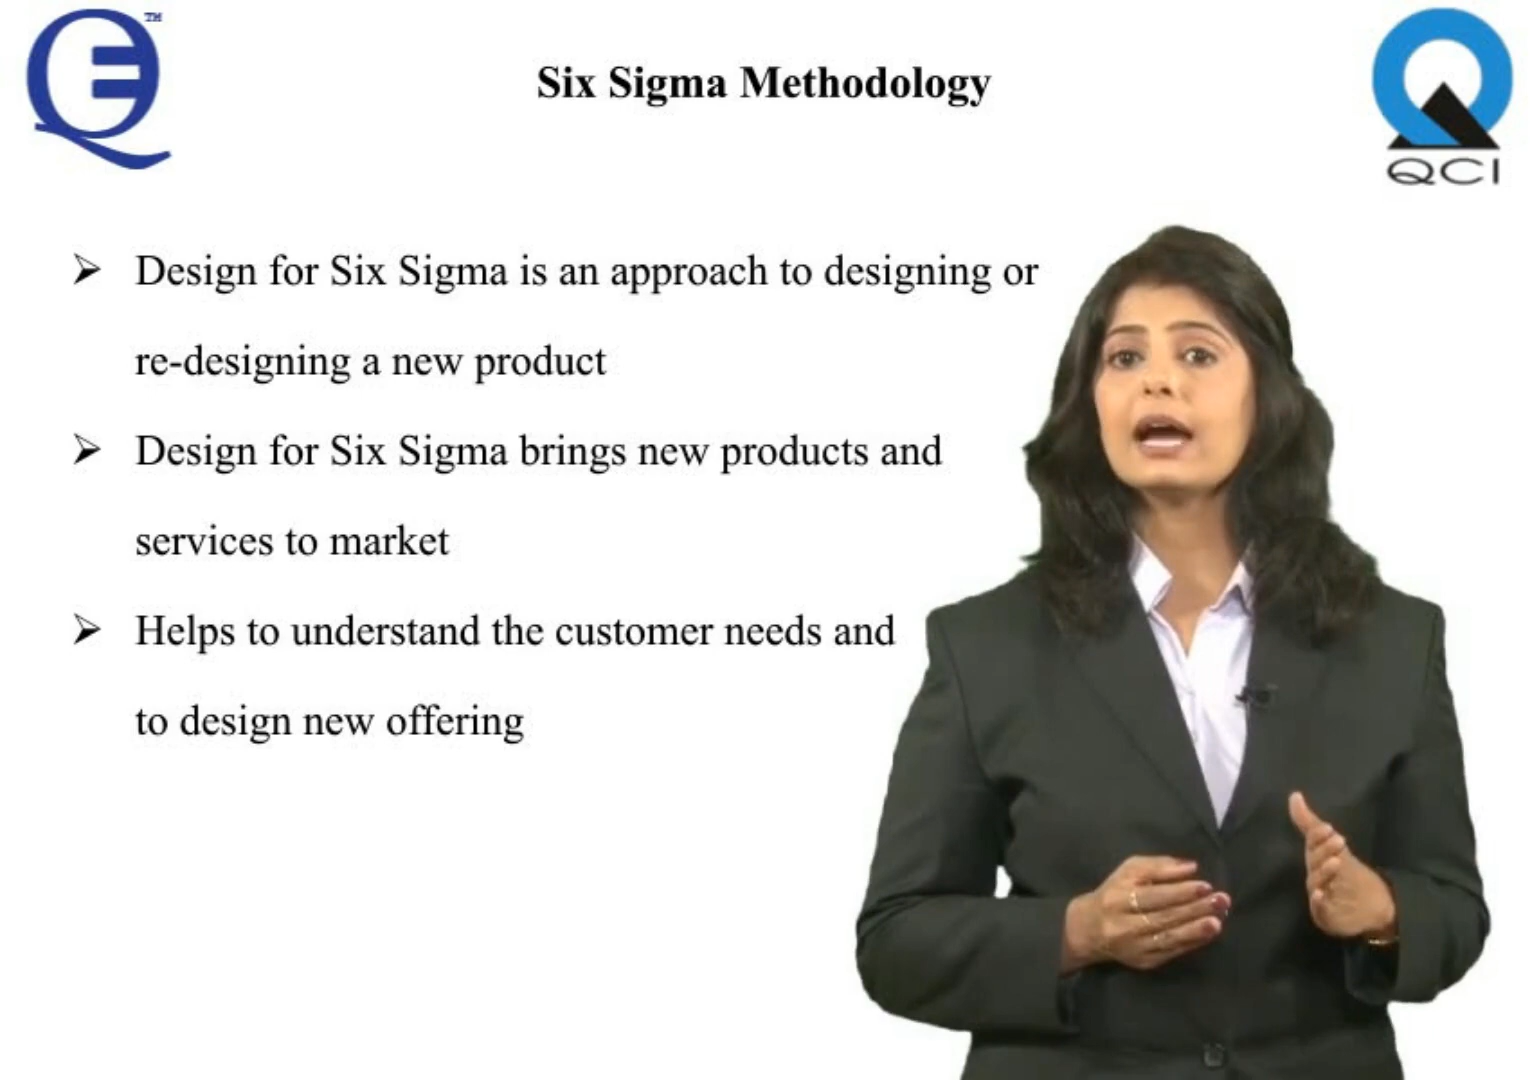 TM
Six Sigma Methodology
QCI
Design for Six Sigma is an approach to designing or
re-designing a new product
Design for Six Sigma brings new products and
services to market
Helps to understand the customer needs and
to design new offering